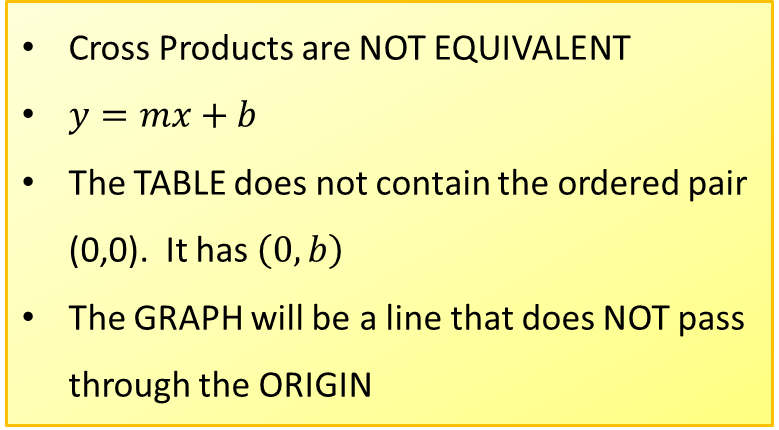 • Cross Products are NOT EQUIVALENT
• y = mx + b
• The TABLE does not contain the ordered pair
(0,0).  It has (0, b)
• The GRAPH will be a line that does NOT pass
through the ORIGIN